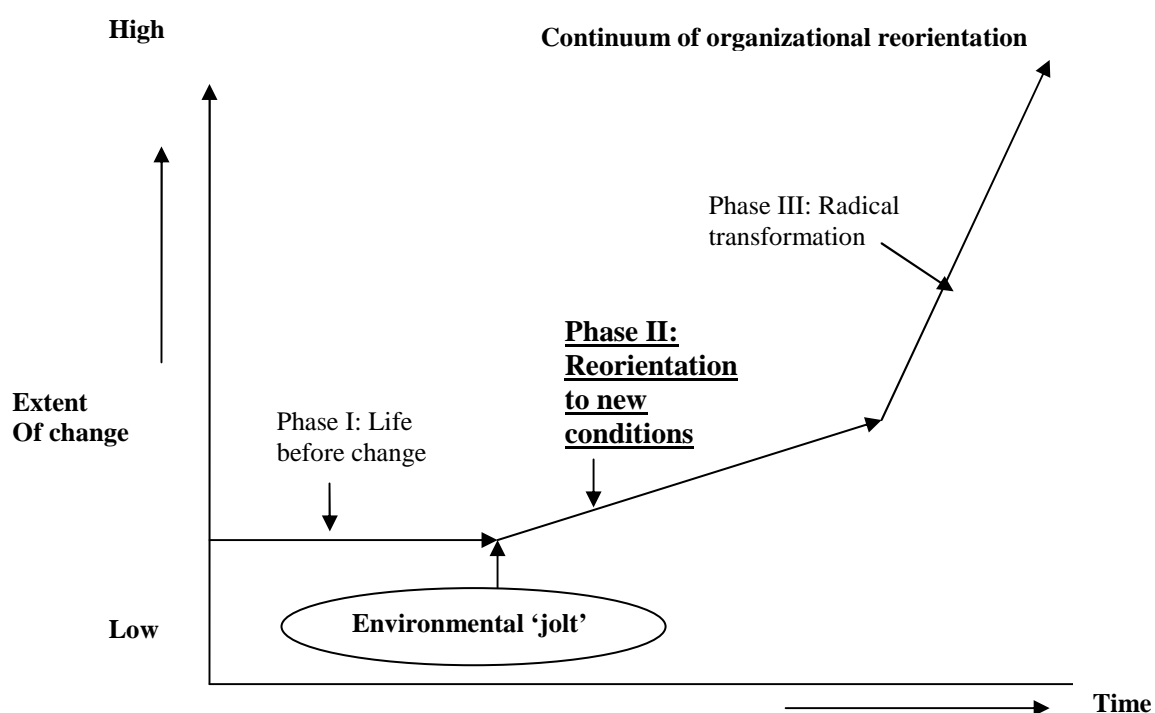 High
Continuum of organizational reorientation
Phase III: Radical
transformation
Phase II:
Reorientation
to new
conditions
Extent
Of change
Phase I: Life
before change
Environmental ‘jolt’
Low
Time